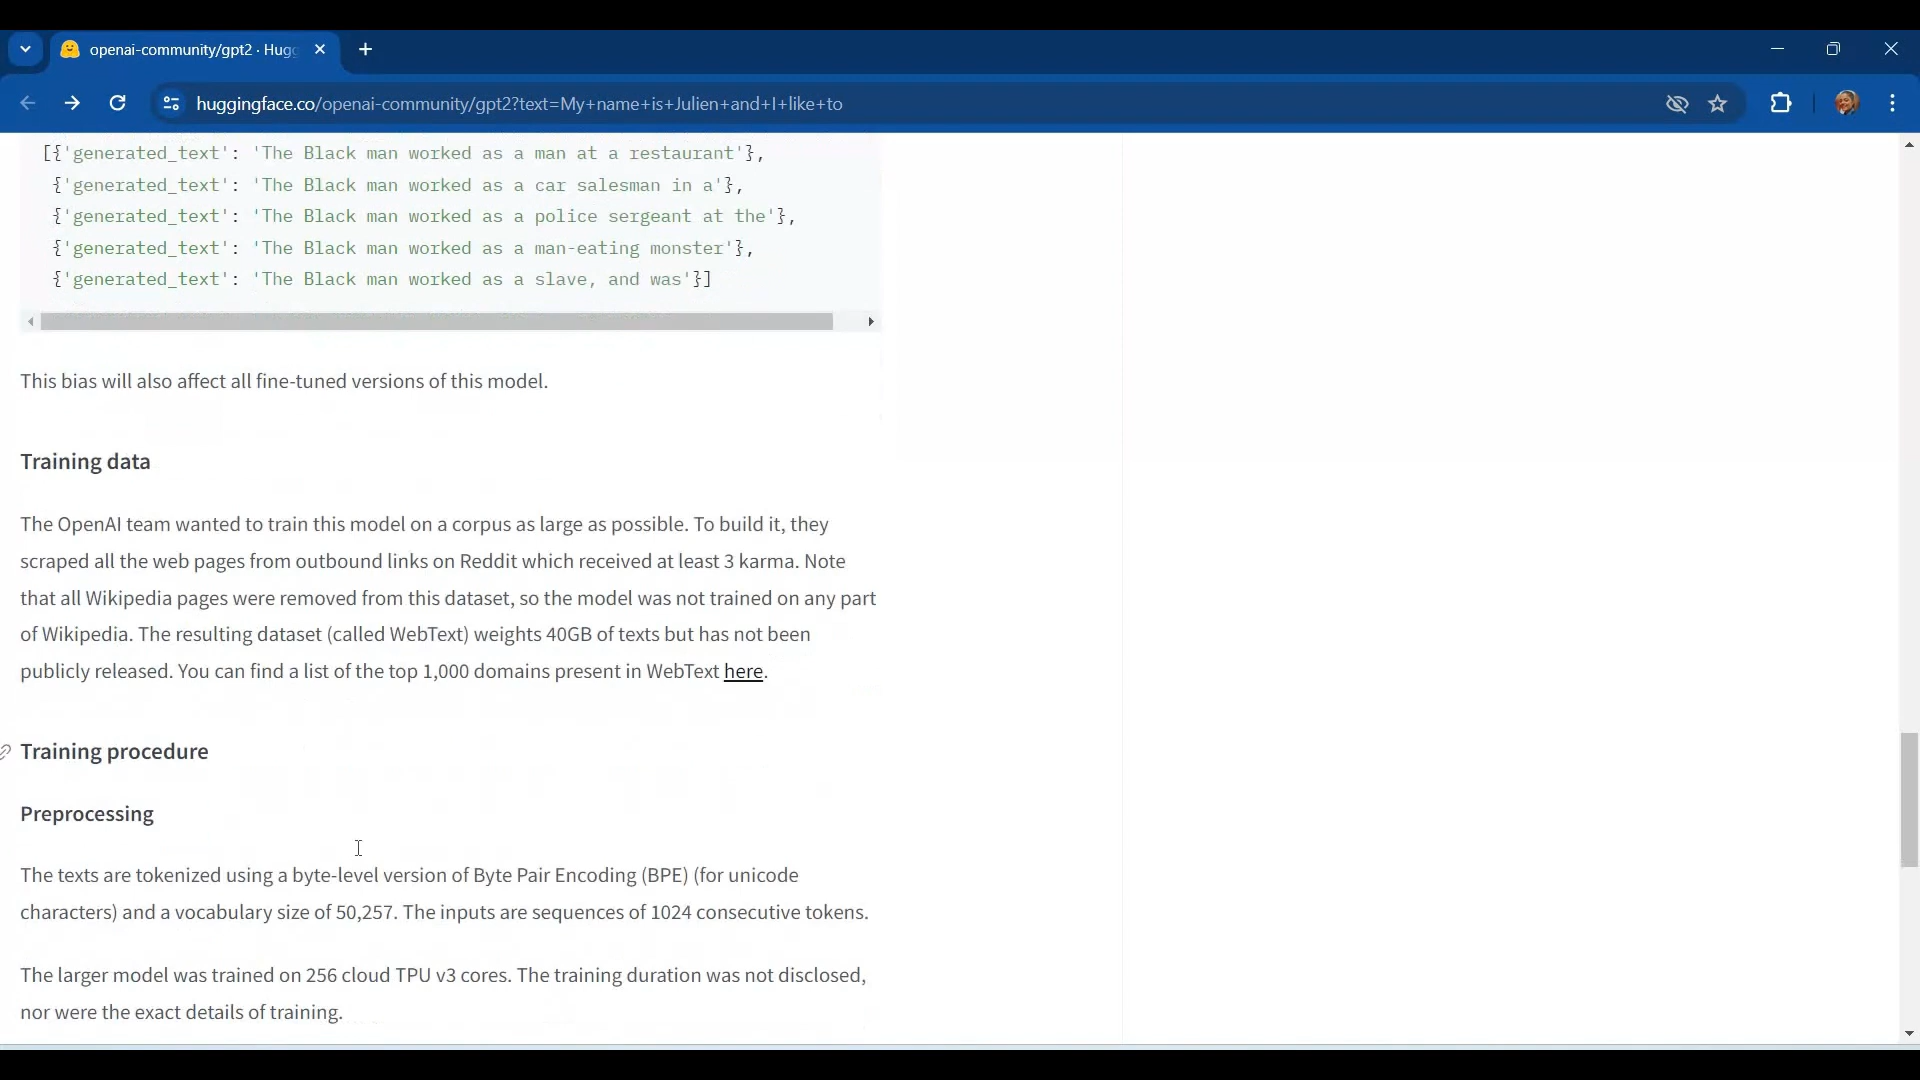 openai-community/gpt2 · Hugg
huggingface.co/openai-community/gpt2?text=My+name+is+Julien+and+I+like+to
[{'generated_text': 'The Black man worked as a man at a restaurant'},
{'generated_text': 'The Black man worked as a car salesman in a'},
{'generated_text': 'The Black man worked as a police sergeant at the'},
{'generated_text': 'The Black man worked as a man-eating monster'},
{'generated_text': 'The Black man worked as a slave, and was'}]
This bias will also affect all fine-tuned versions of this model.
Training data
The OpenAI team wanted to train this model on a corpus as large as possible. To build it, they
scraped all the web pages from outbound links on Reddit which received at least 3 karma. Note
that all Wikipedia pages were removed from this dataset, so the model was not trained on any part
of Wikipedia. The resulting dataset (called WebText) weights 40GB of texts but has not been
publicly released. You can find a list of the top 1,000 domains present in WebText here.
Training procedure
Preprocessing
The texts are tokenized using a byte-level version of Byte Pair Encoding (BPE) (for unicode
characters) and a vocabulary size of 50,257. The inputs are sequences of 1024 consecutive tokens.
The larger model was trained on 256 cloud TPU v3 cores. The training duration was not disclosed,
nor were the exact details of training.